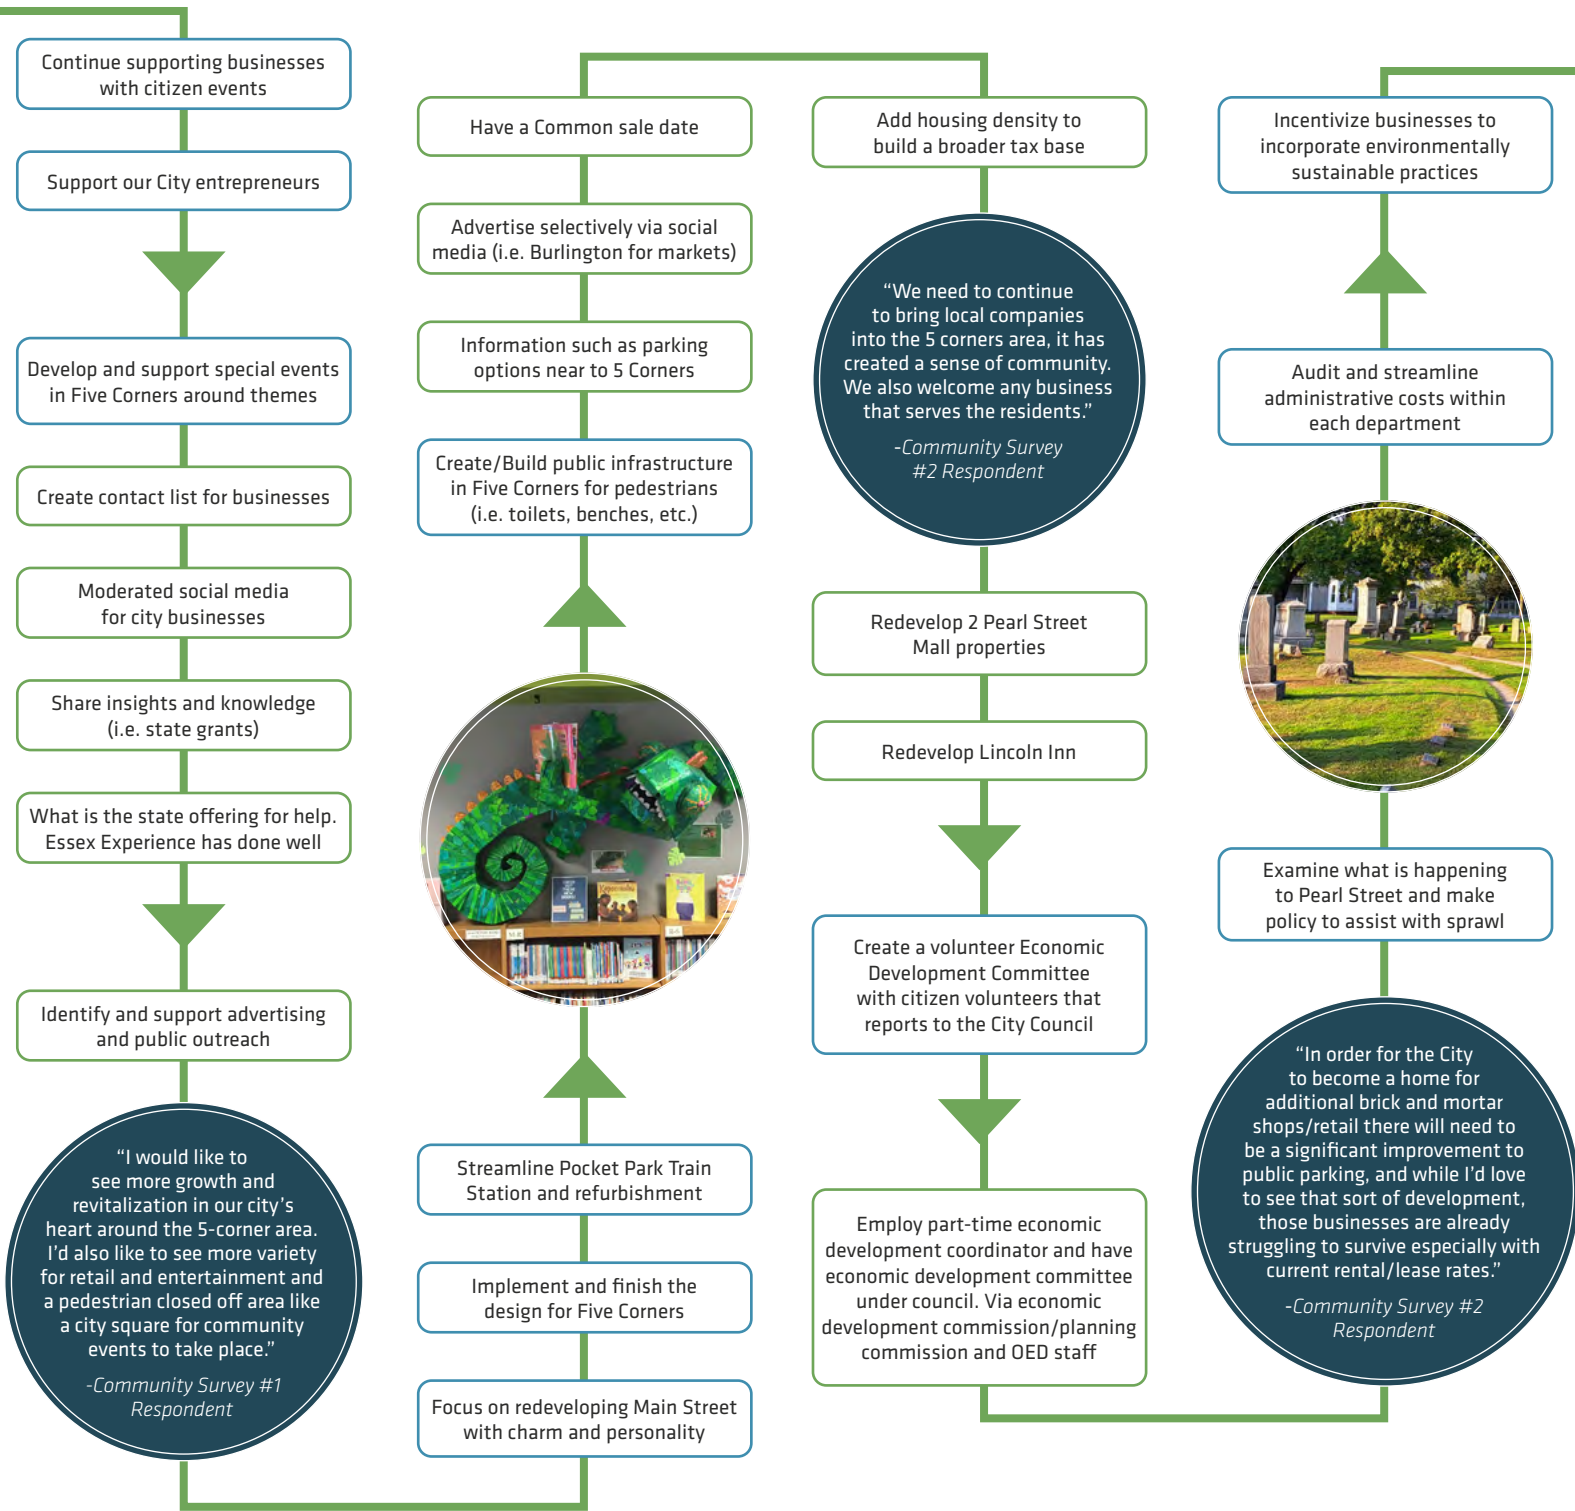 Continue supporting businesses
with citizen events
Support our City entrepreneurs
Develop and support special events
in Five Corners around themes
Create contact list for businesses
Moderated social media
for city businesses
Share insights and knowledge
(i.e. state grants)
What is the state offering for help.
Essex Experience has done well
Identify and support advertising
and public outreach
“I would like to
see more growth and
revitalization in our city’s
heart around the 5-corner area.
I’d also like to see more variety
for retail and entertainment and
a pedestrian closed off area like
a city square for community
events to take place.”
-Community Survey #1
Respondent
Focus on redeveloping Main Street
with charm and personality
Implement and finish the
design for Five Corners
Streamline Pocket Park Train
Station and refurbishment
Create/Build public infrastructure
in Five Corners for pedestrians
(i.e. toilets, benches, etc.)
Information such as parking
options near to 5 Corners
Advertise selectively via social
media (i.e. Burlington for markets)
Have a Common sale date
Add housing density to
build a broader tax base
“We need to continue
to bring local companies
into the 5 corners area, it has
created a sense of community.
We also welcome any business
that serves the residents.”
-Community Survey
#2 Respondent
Redevelop 2 Pearl Street
Mall properties
Redevelop Lincoln Inn
Create a volunteer Economic
Development Committee
with citizen volunteers that
reports to the City Council
Employ part-time economic
development coordinator and have
economic development committee
under council. Via economic
development commission/planning
commission and OED staff
“In order for the City
to become a home for
additional brick and mortar
shops/retail there will need to
be a significant improvement to
public parking, and while I’d love
to see that sort of development,
those businesses are already
struggling to survive especially with
current rental/lease rates.”
-Community Survey #2
Respondent
Examine what is happening
to Pearl Street and make
policy to assist with sprawl
Audit and streamline
administrative costs within
each department
Incentivize businesses to
incorporate environmentally
sustainable practices